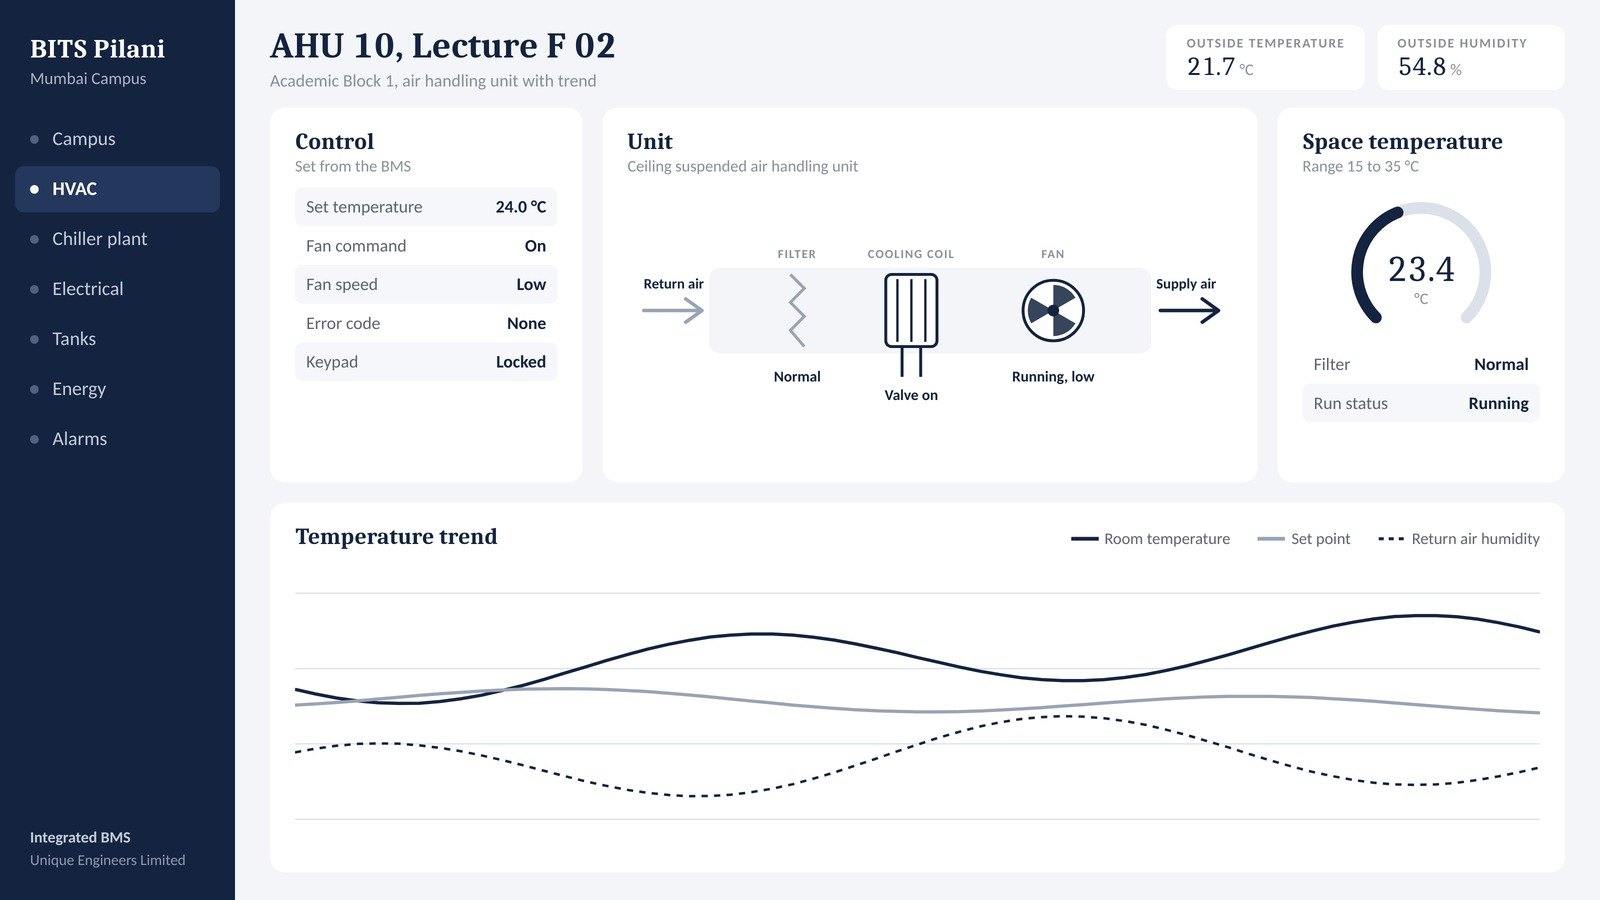 BITS Pilani
Mumbai Campus
Campus
HVAC
Chiller plant
Electrical
Tanks
Energy
Alarms
Integrated BMS
Unique Engineers Limited
AHU 10, Lecture F 02
Academic Block 1, air handling unit with trend
OUTSIDE TEMPERATURE
21.7 °C
OUTSIDE HUMIDITY
54.8 %
Control
Set from the BMS
Set temperature 24.0 °C
Fan command On
Fan speed Low
Error code None
Keypad Locked
Unit
Ceiling suspended air handling unit
FILTER COOLING COIL FAN
Return air Supply air
Normal Running, low
Valve on
Space temperature
Range 15 to 35 °C
23.4
°C
Filter Normal
Run status Running
Temperature trend
Room temperature Set point Return air humidity